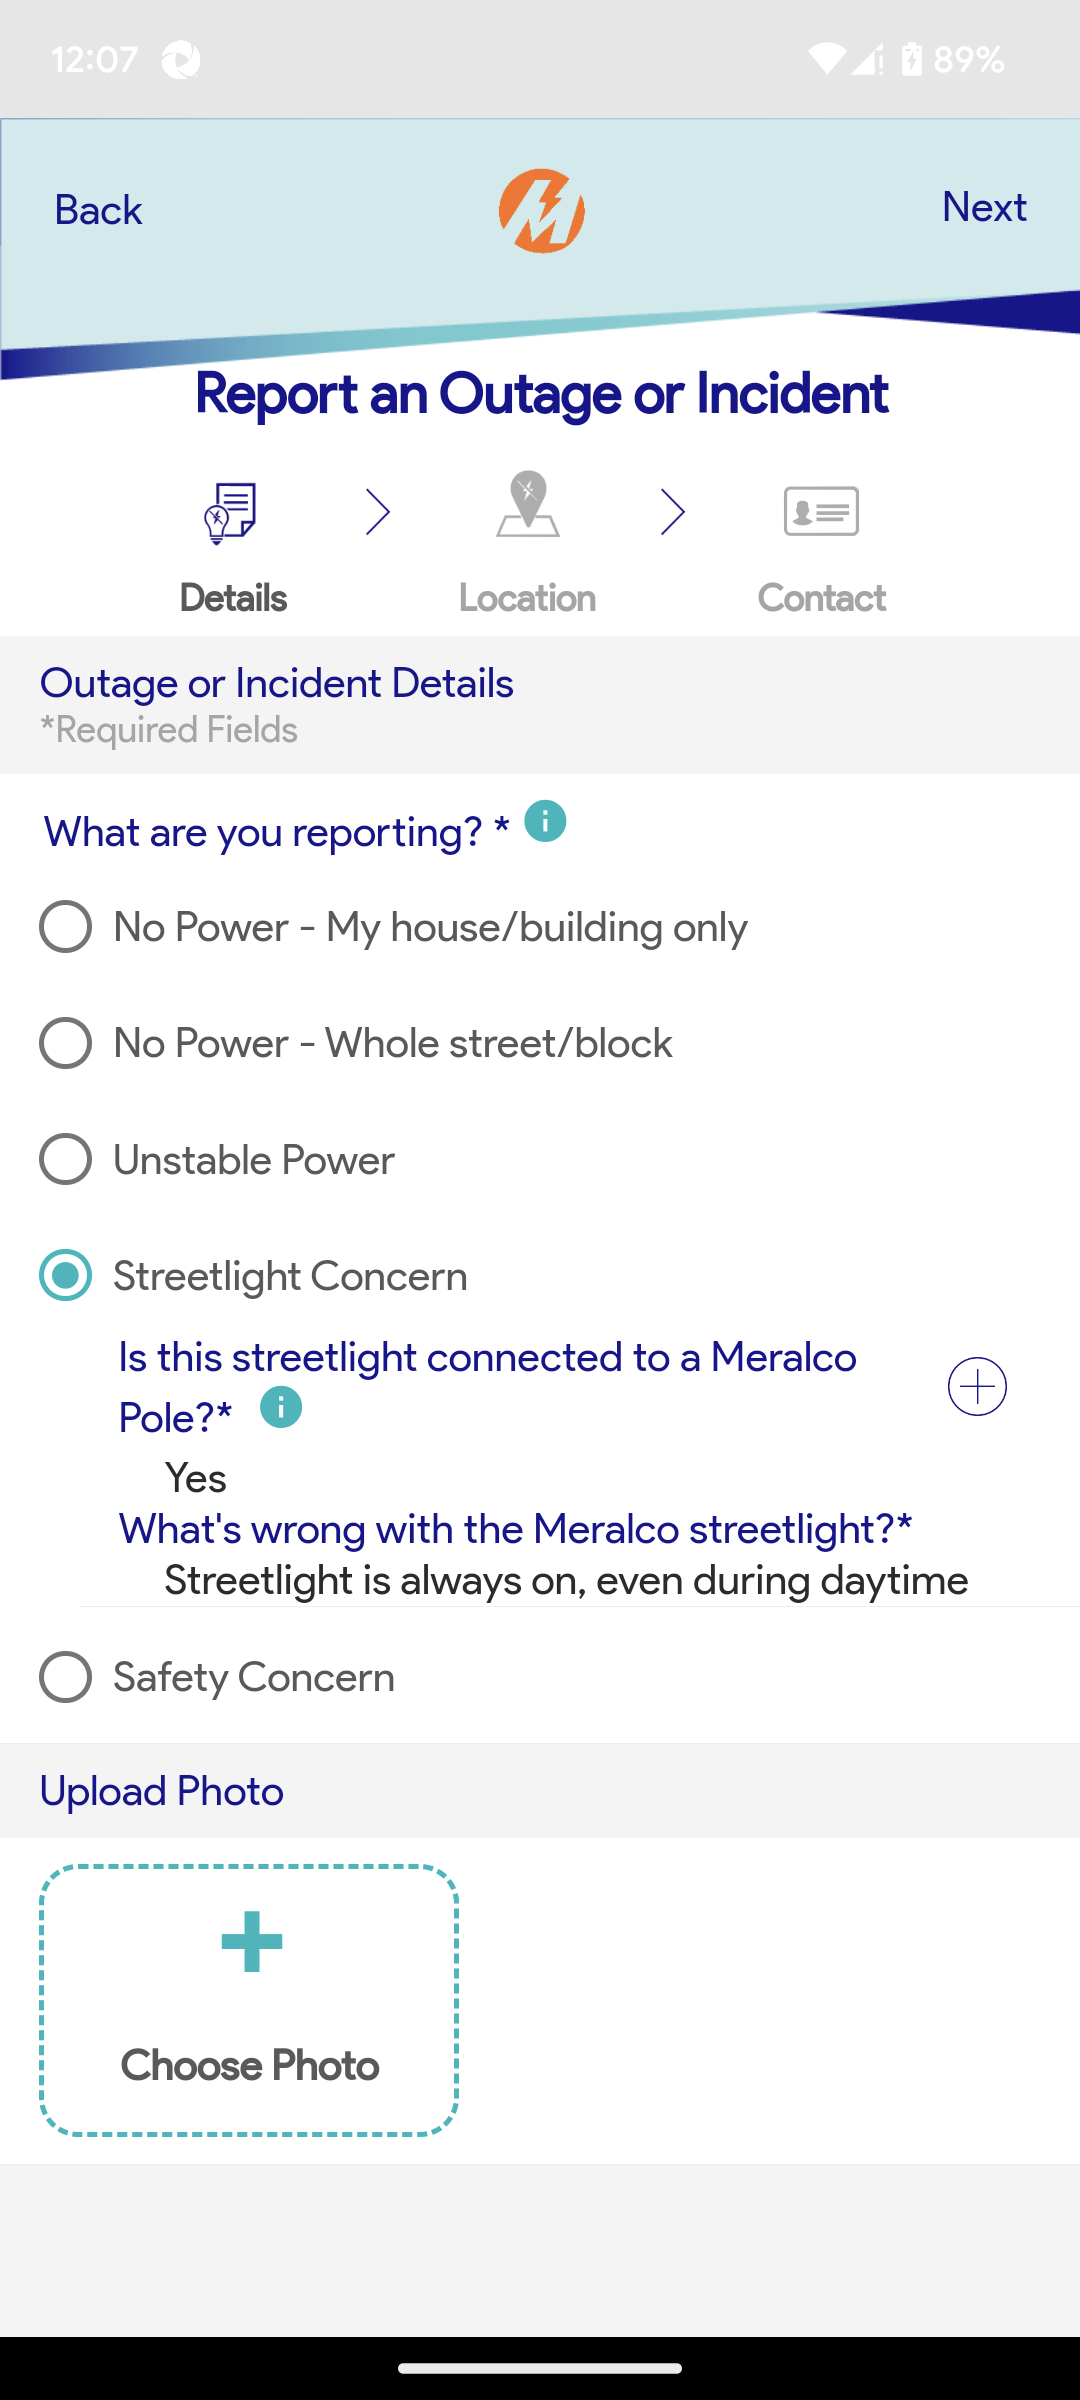 12:07
89%
Back
Next
Report an Outage or Incident
Details
Location
Contact
Outage or Incident Details
*Required Fields
What are you reporting? *
No Power - My house/building only
No Power - Whole street/block
Unstable Power
Streetlight Concern
Is this streetlight connected to a Meralco
Pole?*
Yes
What's wrong with the Meralco streetlight?*
Streetlight is always on, even during daytime
Safety Concern
Upload Photo
Choose Photo